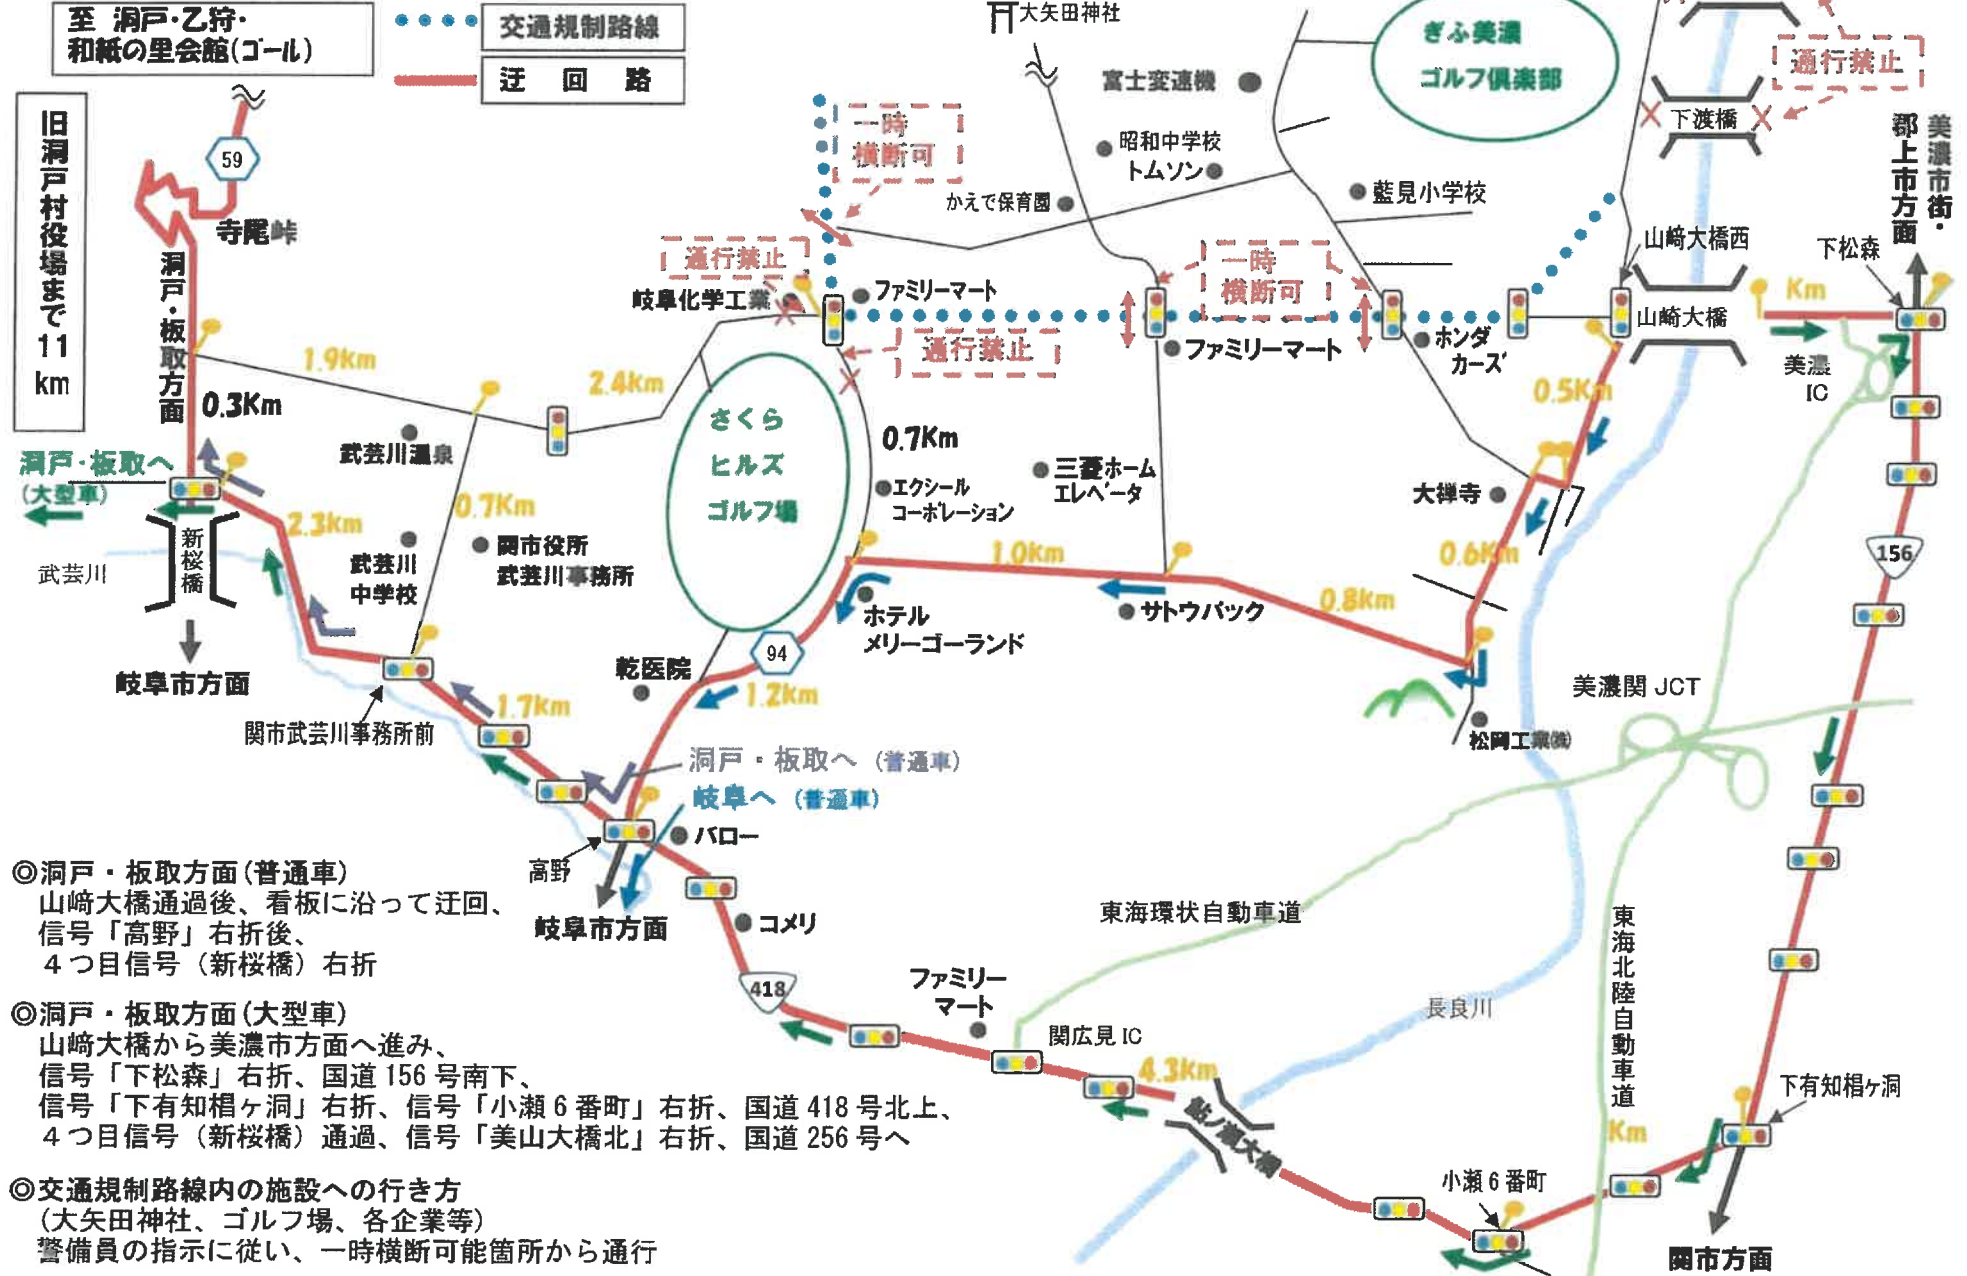 至 洞戸・乙狩・
和紙の里会館(ゴール)
交通規制路線
迂回路
大矢田神社
ぎふ美濃
ゴルフ倶楽部
富士変速機
通行禁止
下渡橋
旧洞戸村役場まで11km
59
寺尾峠
一時
横断可
昭和中学校
トムソン
かえで保育園
藍見小学校
美濃市街・
郡上市方面
山﨑大橋西
下松森
洞戸・板取方面
通行禁止
岐阜化学工業
ファミリーマート
一時
横断可
山﨑大橋
Km
通行禁止
ファミリーマート
ホンダ
カーズ
美濃
IC
1.9km
2.4km
0.5Km
0.3Km
武芸川温泉
さくら
ヒルズ
ゴルフ場
0.7Km
三菱ホーム
エレベータ
エクシール
コーポレーション
大禅寺
洞戸・板取へ
(大型車)
0.7Km
2.3km
新桜橋
武芸川
武芸川
中学校
関市役所
武芸川事務所
1.0km
0.6Km
156
ホテル
メリーゴーランド
サトウパック
0.8km
岐阜市方面
乾医院
94
1.2km
美濃関 JCT
関市武芸川事務所前
1.7km
松岡工業㈱
洞戸・板取へ (普通車)
岐阜へ (普通車)
バロー
高野
岐阜市方面
コメリ
◎洞戸・板取方面(普通車)
山﨑大橋通過後、看板に沿って迂回、
信号「高野」右折後、
4つ目信号（新桜橋）右折
東海環状自動車道
東海北陸自動車道
418
ファミリー
マート
関広見 IC
長良川
◎洞戸・板取方面(大型車)
山﨑大橋から美濃市方面へ進み、
信号「下松森」右折、国道156号南下、
信号「下有知椙ヶ洞」右折、信号「小瀬6番町」右折、国道418号北上、
4つ目信号（新桜橋）通過、信号「美山大橋北」右折、国道256号へ
4.3Km
鮎ノ瀬大橋
下有知椙ヶ洞
Km
小瀬6番町
関市方面
◎交通規制路線内の施設への行き方
(大矢田神社、ゴルフ場、各企業等)
警備員の指示に従い、一時横断可能箇所から通行